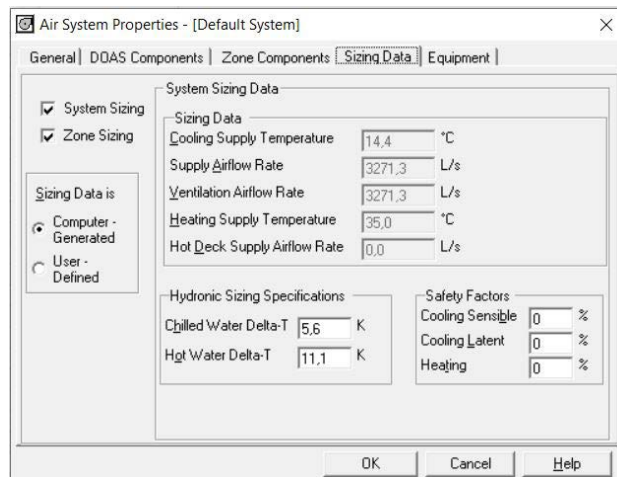 Air System Properties - [Default System]
General DOAS Components Zone Components Sizing Data Equipment
System Sizing
Zone Sizing
Sizing Data is
Computer -
Generated
User -
Defined
System Sizing Data
Sizing Data
Cooling Supply Temperature 14,4 °C
Supply Airflow Rate 3271,3 L/s
Ventilation Airflow Rate 3271,3 L/s
Heating Supply Temperature 35,0 °C
Hot Deck Supply Airflow Rate 0,0 L/s
Hydronic Sizing Specifications
Chilled Water Delta-T 5,6 K
Hot Water Delta-T 11,1 K
Safety Factors
Cooling Sensible 0 %
Cooling Latent 0 %
Heating 0 %
OK Cancel Help